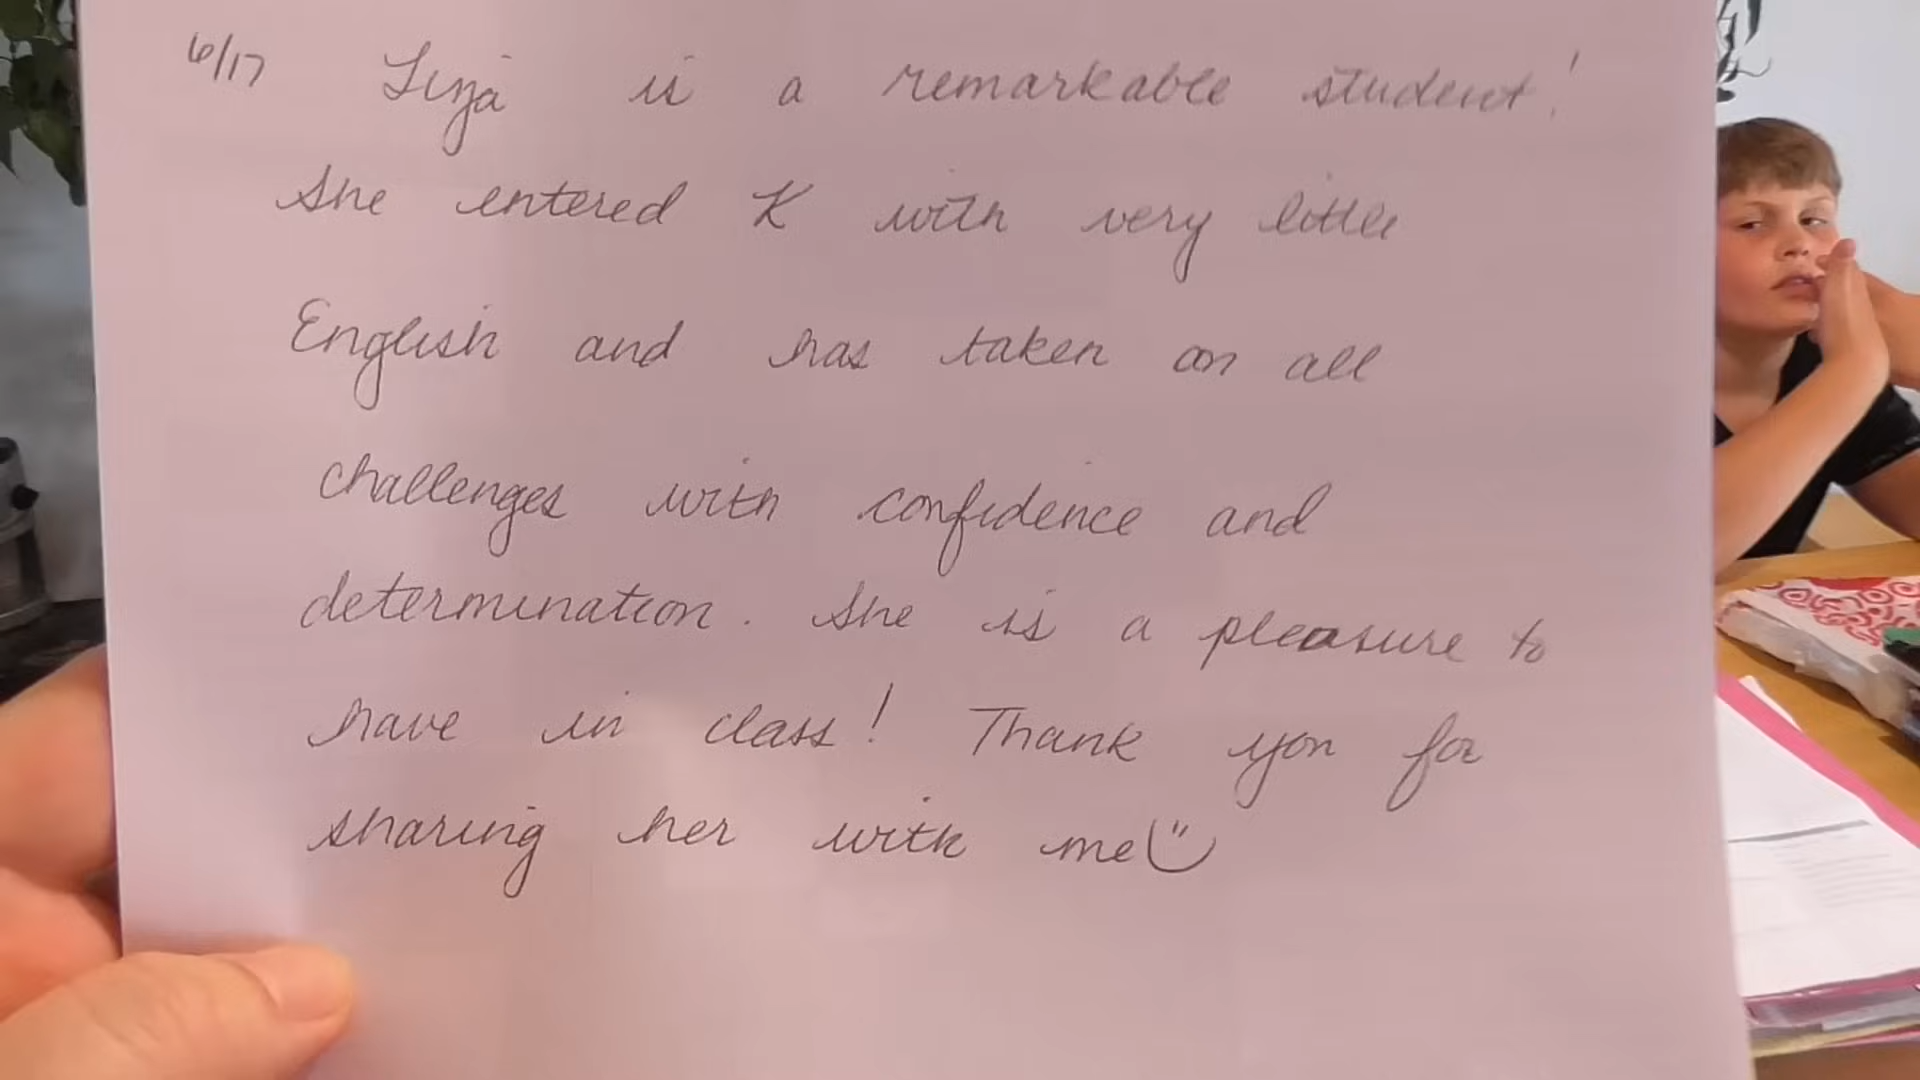 6/17 Liza is a remarkable student!
She entered K with very little
English and has taken on all
challenges with confidence and
determination. She is a pleasure to
have in class! Thank you for
sharing her with me